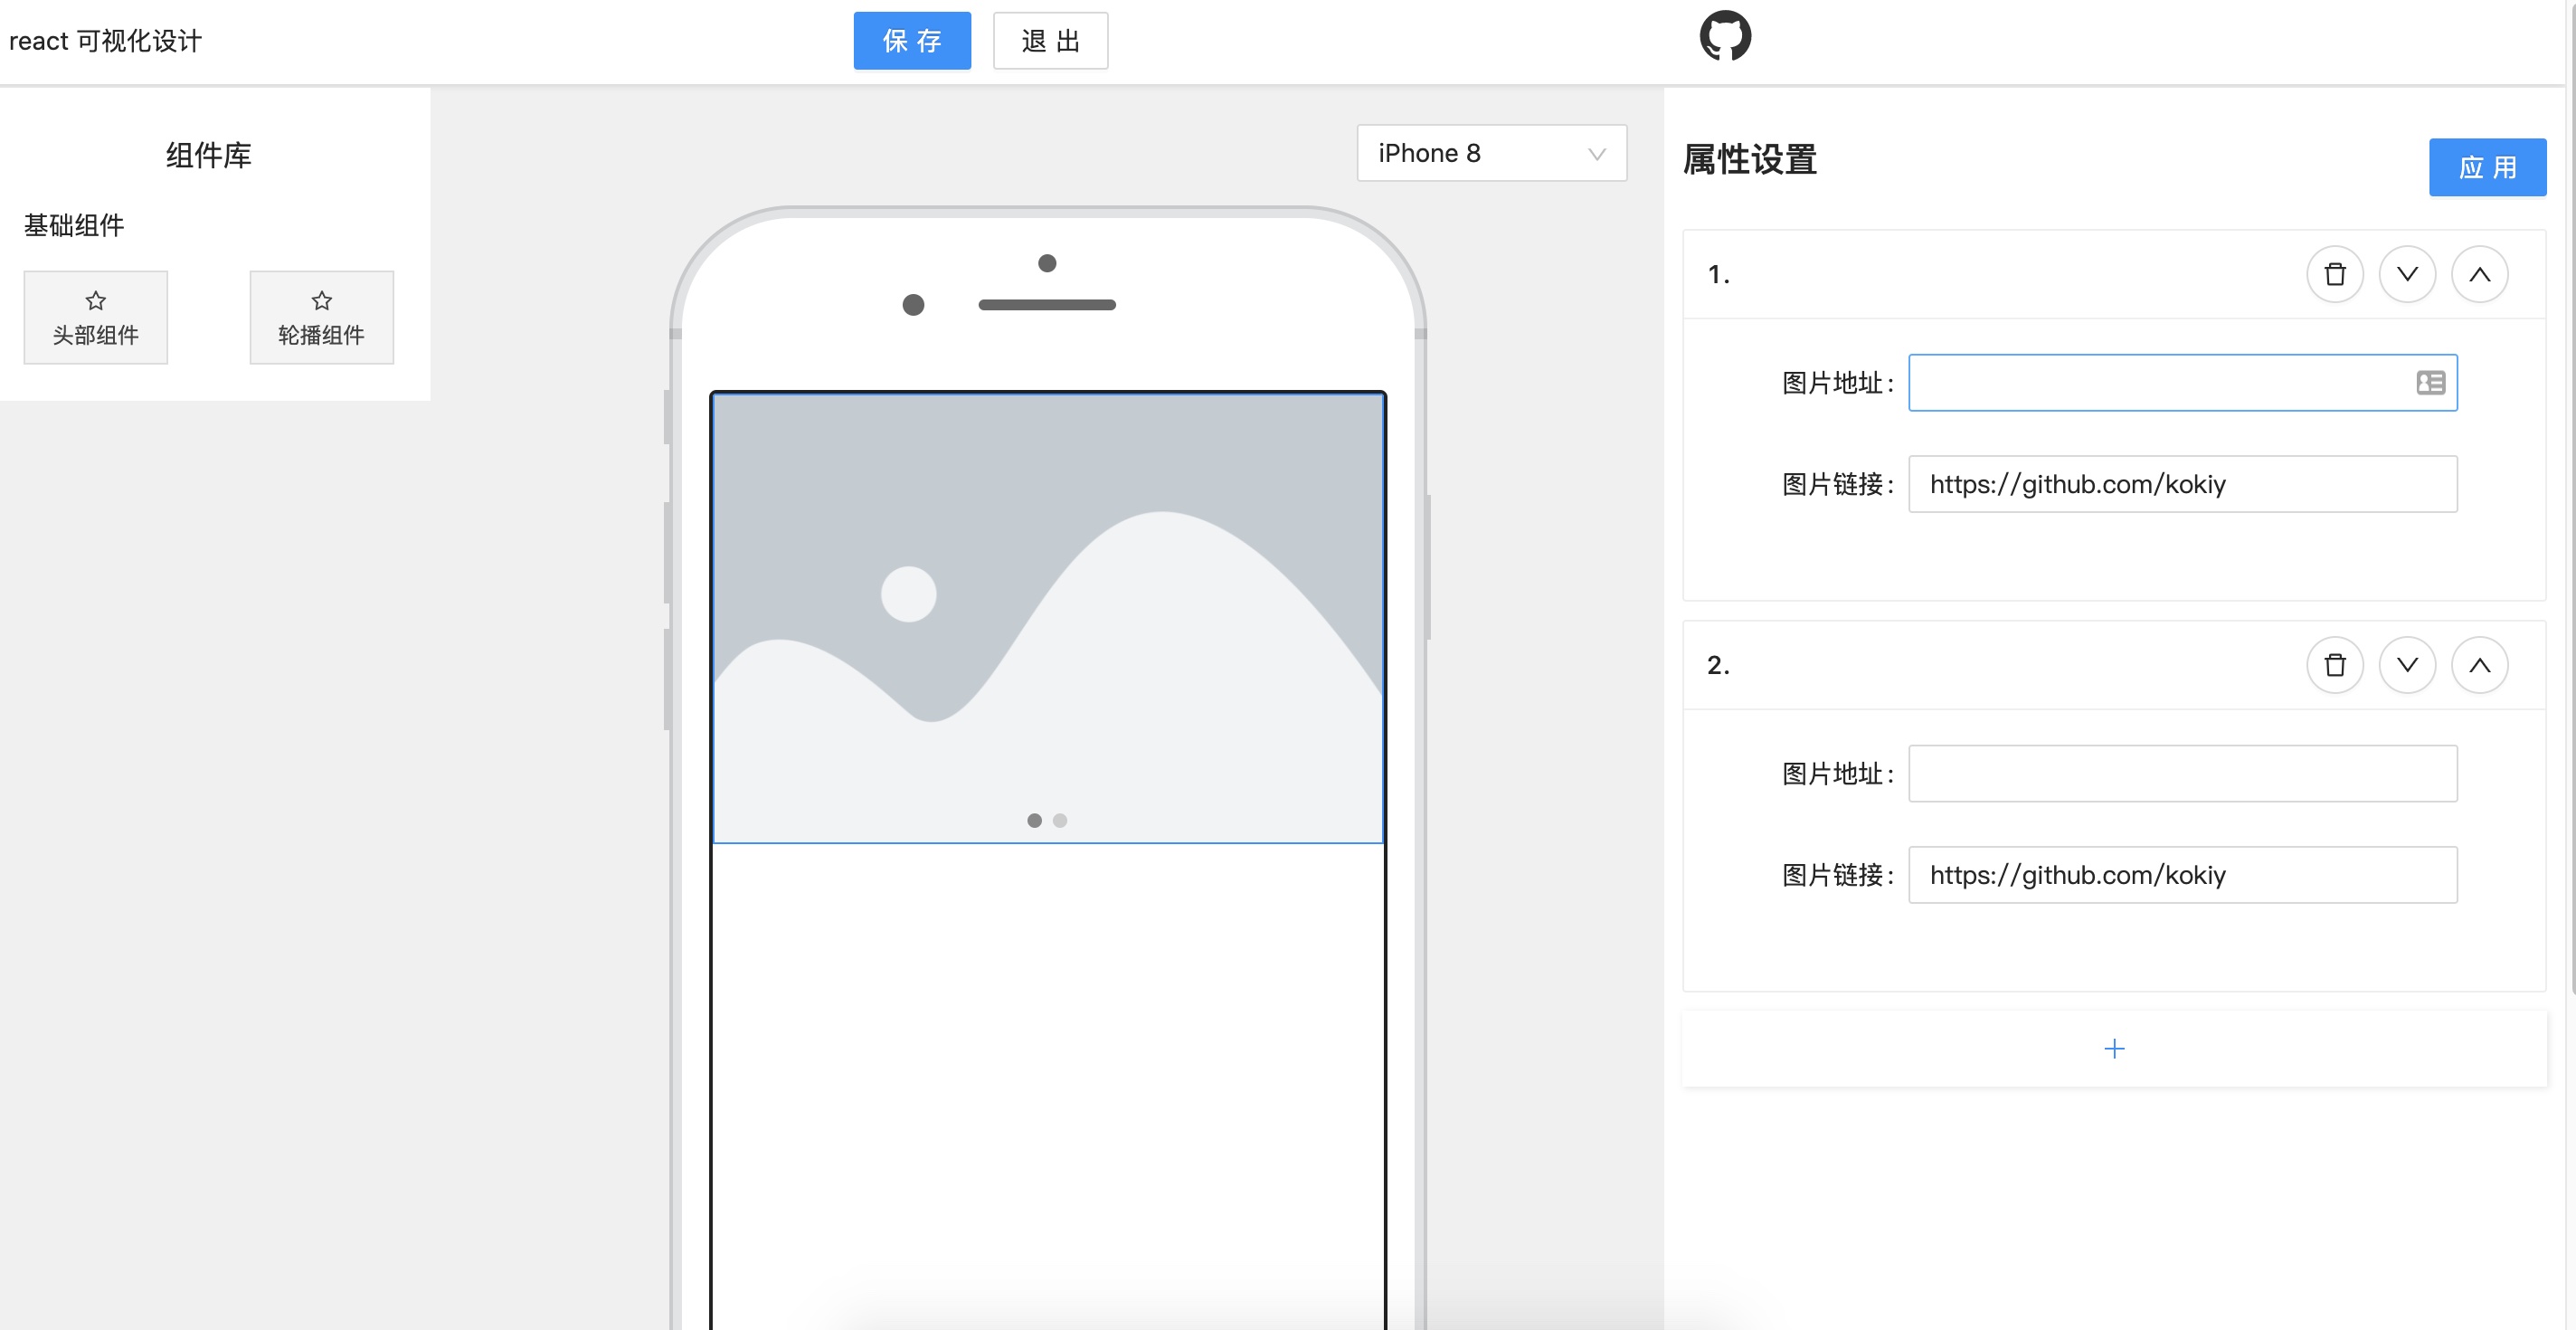 react 可视化设计
保 存
退 出
组件库
基础组件
头部组件
轮播组件
iPhone 8
属性设置
应 用
1.
图片地址:
图片链接: https://github.com/kokiy
2.
图片地址:
图片链接: https://github.com/kokiy